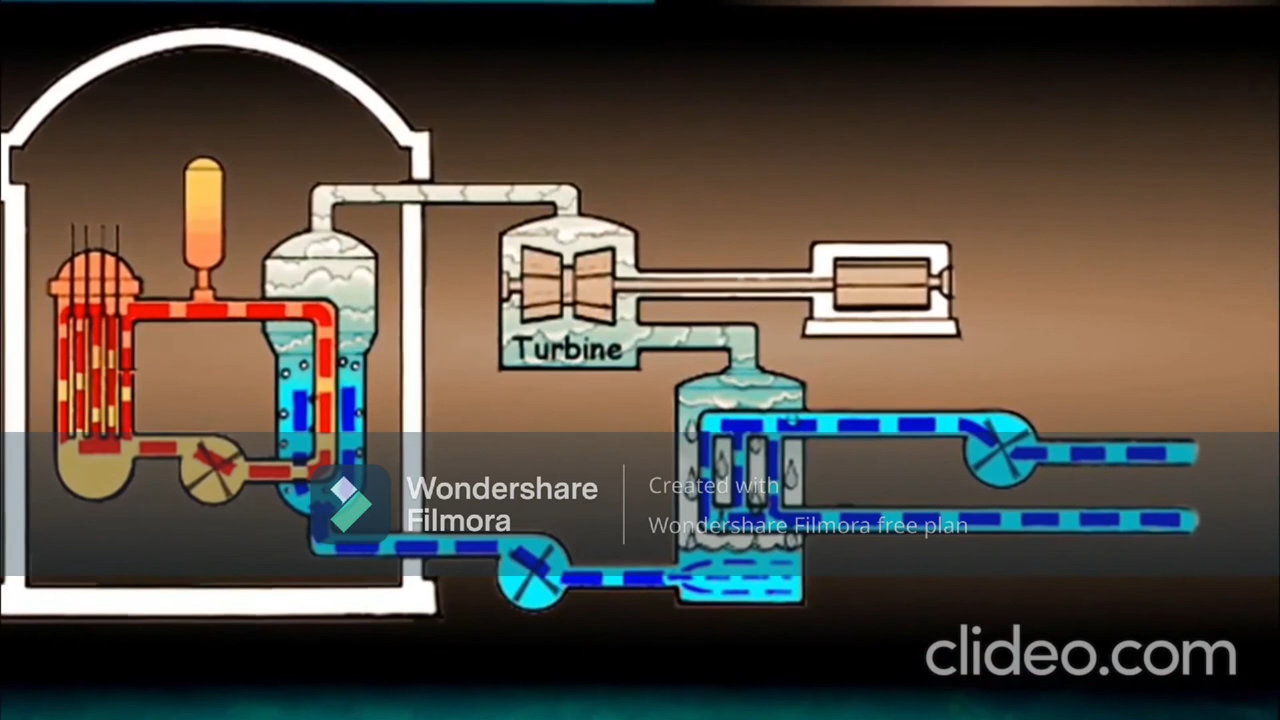 Turbine
Wondershare
Filmora
Created with
Wondershare Filmora free plan
clideo.com